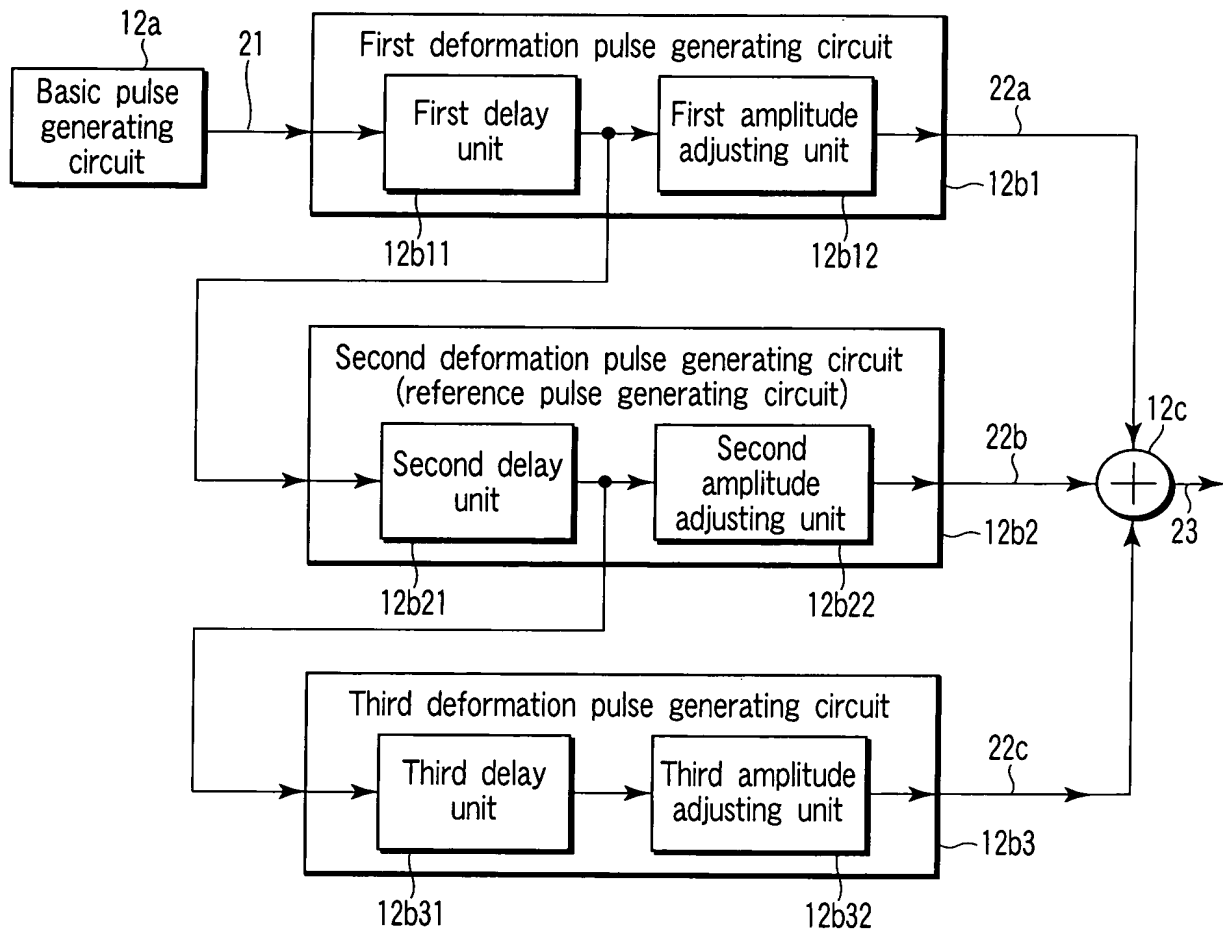 12a
21
Basic pulse
generating
circuit
First deformation pulse generating circuit
First delay
unit
First amplitude
adjusting unit
22a
12b1
12b11
12b12
Second deformation pulse generating circuit
(reference pulse generating circuit)
Second delay
unit
Second
amplitude
adjusting unit
22b
12c
+
23
12b2
12b21
12b22
Third deformation pulse generating circuit
Third delay
unit
Third amplitude
adjusting unit
22c
12b3
12b31
12b32